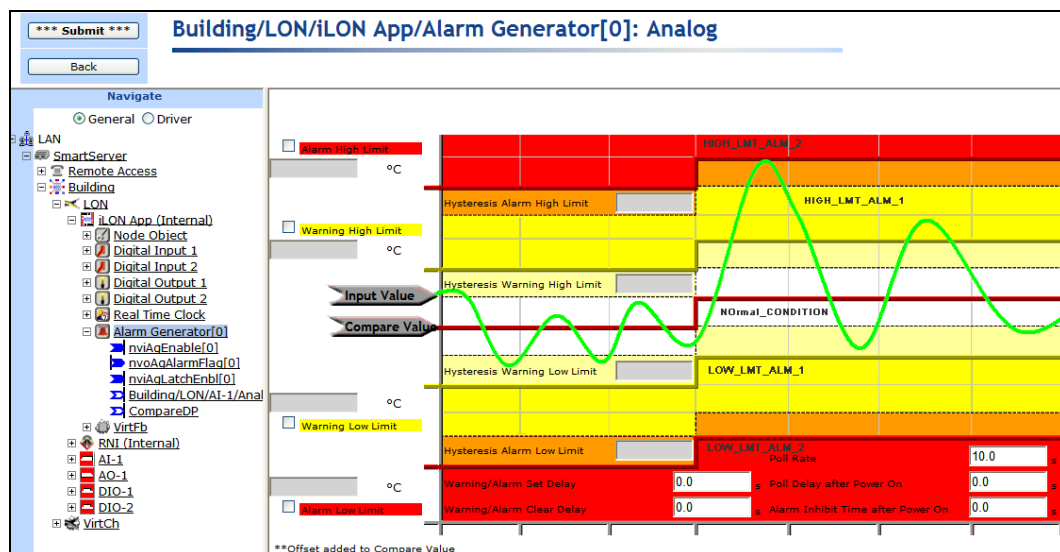 *** Submit ***
Building/LON/iLON App/Alarm Generator[0]: Analog
Back
Navigate
General Driver
LAN
SmartServer
Remote Access
Building
LON
iLON App (Internal)
Node Object
Digital Input 1
Digital Input 2
Digital Output 1
Digital Output 2
Real Time Clock
Alarm Generator[0]
nviAgEnable[0]
nvoAgAlarmFlag[0]
nviAgLatchEnbl[0]
Building/LON/AI-1/Anal
CompareDP
VirtFb
RNI (Internal)
AI-1
AO-1
DIO-1
DIO-2
VirtCh
Alarm High Limit
°C
HIGH_LMT_ALM_2
Hysteresis Alarm High Limit
HIGH_LMT_ALM_1
Warning High Limit
°C
Hysteresis Warning High Limit
Input Value
NOrmal_CONDITION
Compare Value
Hysteresis Warning Low Limit
LOW_LMT_ALM_1
°C
Warning Low Limit
Hysteresis Alarm Low Limit
LOW_LMT_ALM_2
Poll Rate 10.0 s
°C
Warning/Alarm Set Delay 0.0 s Poll Delay after Power On 0.0 s
Alarm Low Limit
Warning/Alarm Clear Delay 0.0 s Alarm Inhibit Time after Power On 0.0 s
**Offset added to Compare Value